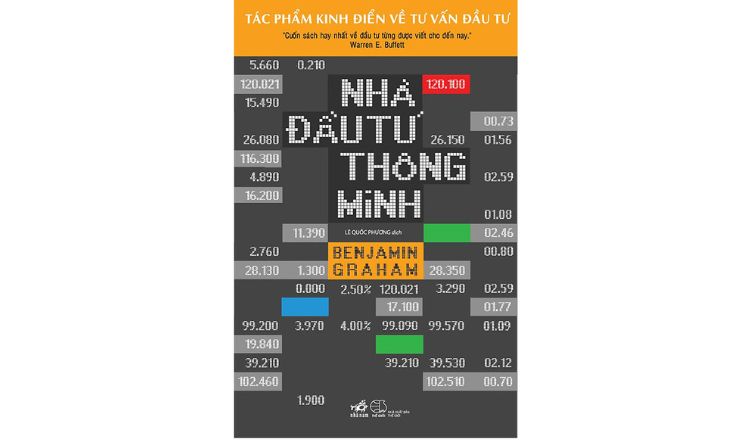 TÁC PHẨM KINH ĐIỂN VỀ TƯ VẤN ĐẦU TƯ
"Cuốn sách hay nhất về đầu tư từng được viết cho đến nay."
Warren E. Buffett
5.660 0.210
120.021 120.100
15.490
NHÀ
00.73
ĐẦU TƯ
26.080 26.150 01.56
116.300
THÔNG
4.890 02.59
16.200
MINH
01.08
11.390 LÊ QUỐC PHƯƠNG dịch 02.46
2.760 BENJAMIN 00.80
28.130 1.300 GRAHAM 28.350
0.000 2.50% 120.021 3.290 02.59
17.100 01.77
99.200 3.970 4.00% 99.090 99.570 01.09
19.840
39.210 39.210 39.530 02.12
102.460 102.510 00.70
1.900
nhã nam